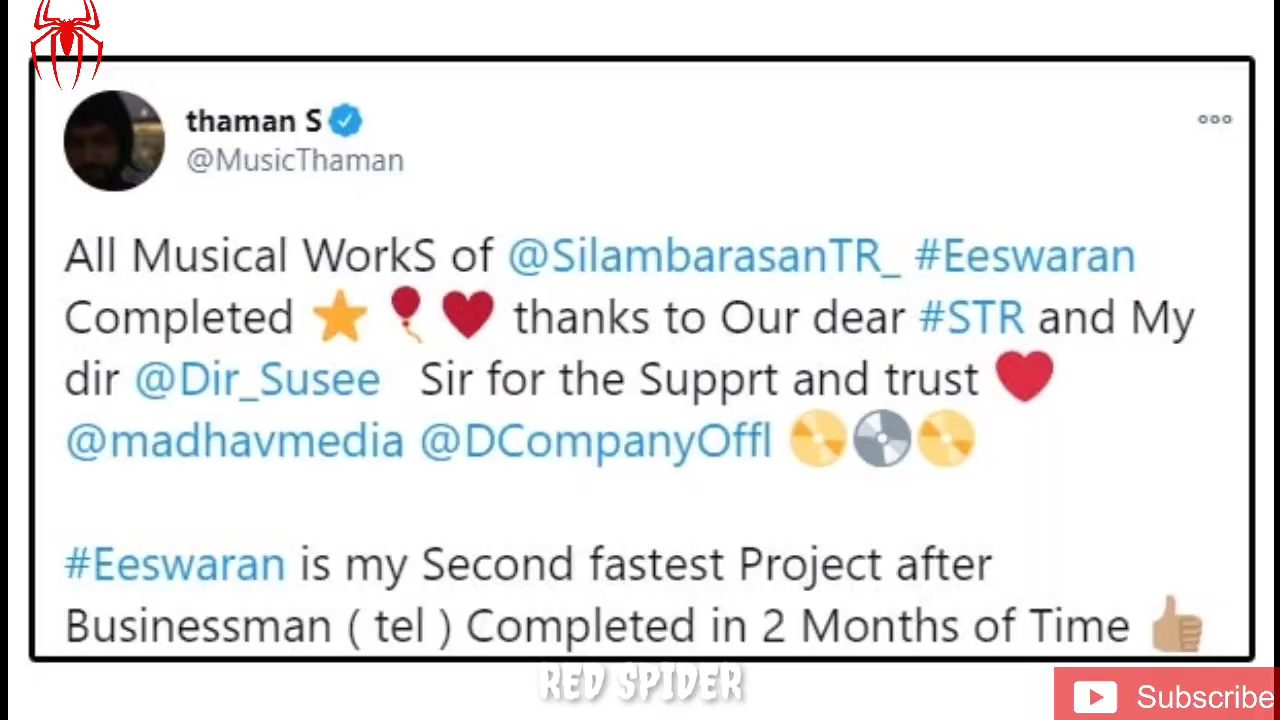 thaman S
@MusicThaman
All Musical WorkS of @SilambarasanTR_ #Eeswaran
Completed ⭐🎈❤ thanks to Our dear #STR and My
dir @Dir_Susee Sir for the Supprt and trust ❤
@madhavmedia @DCompanyOffl 📀💿📀
#Eeswaran is my Second fastest Project after
Businessman ( tel ) Completed in 2 Months of Time 👍🏽
RED SPIDER
Subscribe